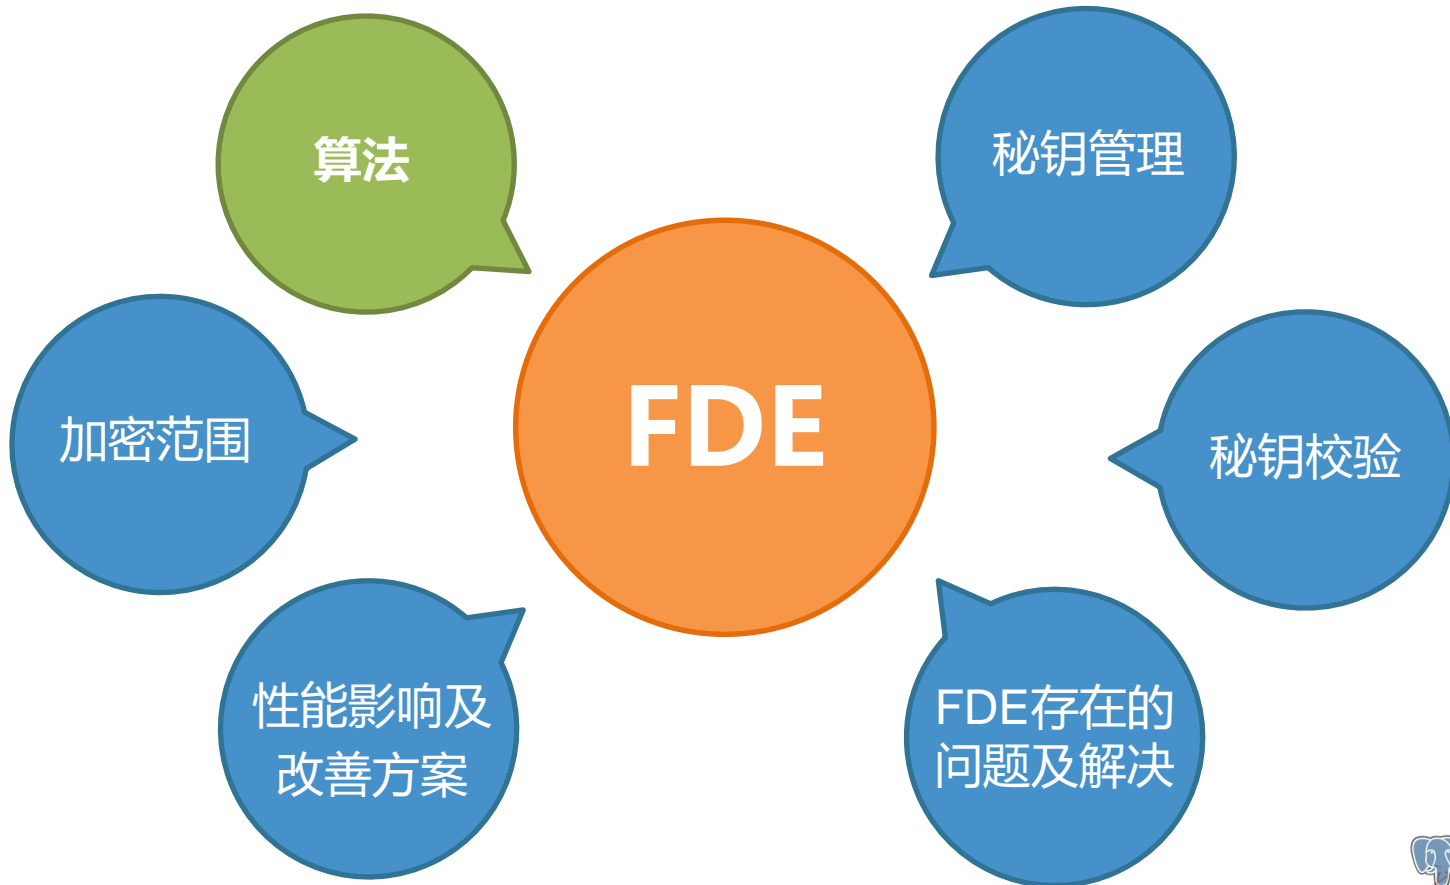 算法
秘钥管理
FDE
加密范围
秘钥校验
性能影响及
改善方案
FDE存在的
问题及解决